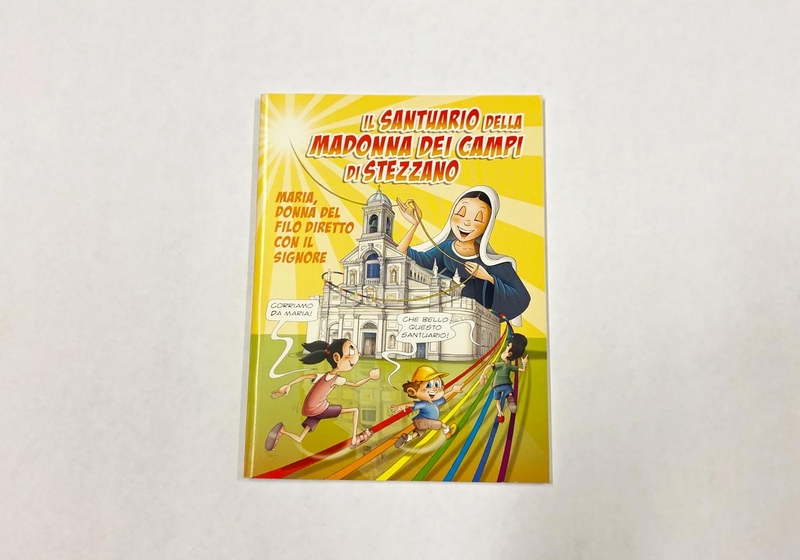 IL SANTUARIO DELLA
MADONNA DEI CAMPI
DI STEZZANO
MARIA,
DONNA DEL
FILO DIRETTO
CON IL
SIGNORE
CORRIAMO
DA MARIA!
CHE BELLO
QUESTO
SANTUARIO!